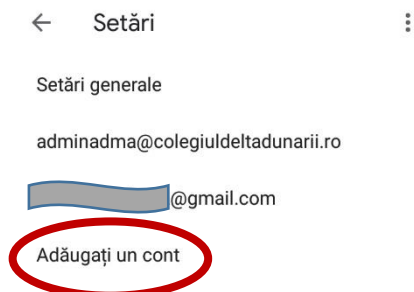 Setări
Setări generale
adminadma@colegiuldeltadunarii.ro
@gmail.com
Adăugați un cont